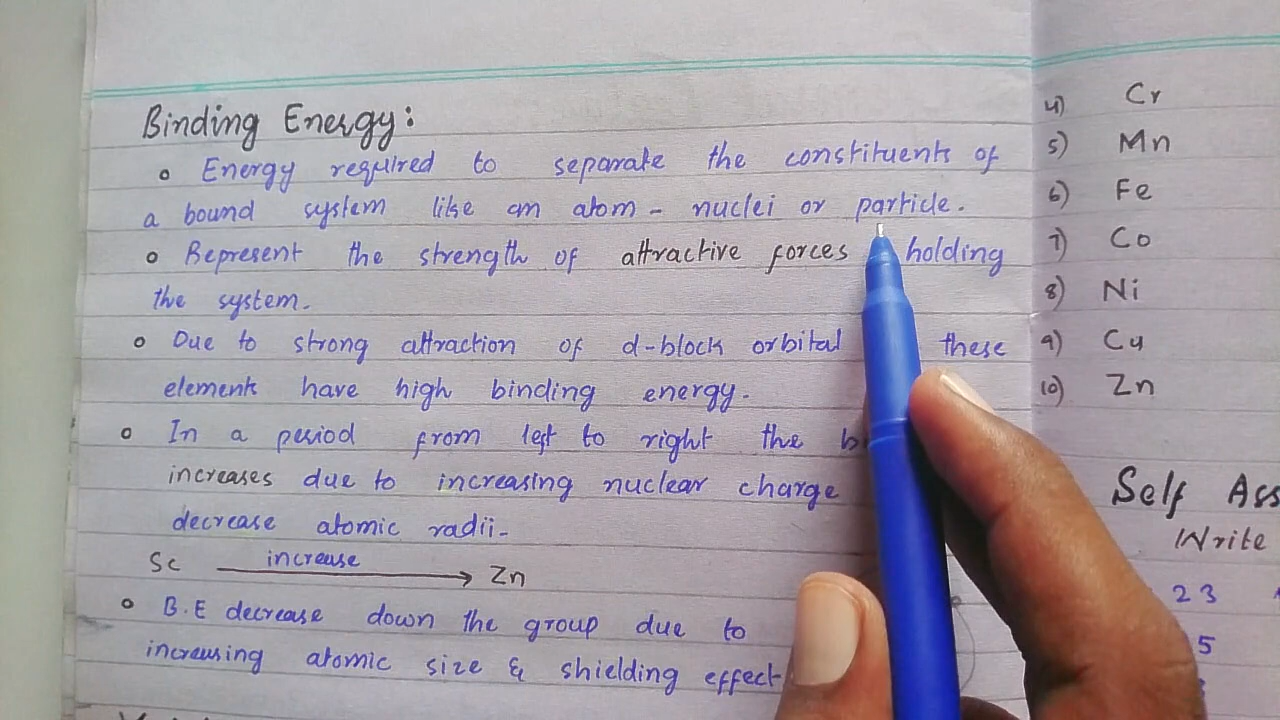 Binding Energy:
Energy required to separate the constituents of
a bound system like an atom - nuclei or particle.
Represent the strength of attractive forces holding
the system.
Due to strong attraction of d-block orbital these
elements have high binding energy.
In a period from left to right the
increases due to increasing nuclear charge
decrease atomic radii.
Sc increase → Zn
B.E decrease down the group due to
increasing atomic size & shielding effect
4) Cr
5) Mn
6) Fe
7) Co
8) Ni
9) Cu
10) Zn
Self Ass
Write
23
5